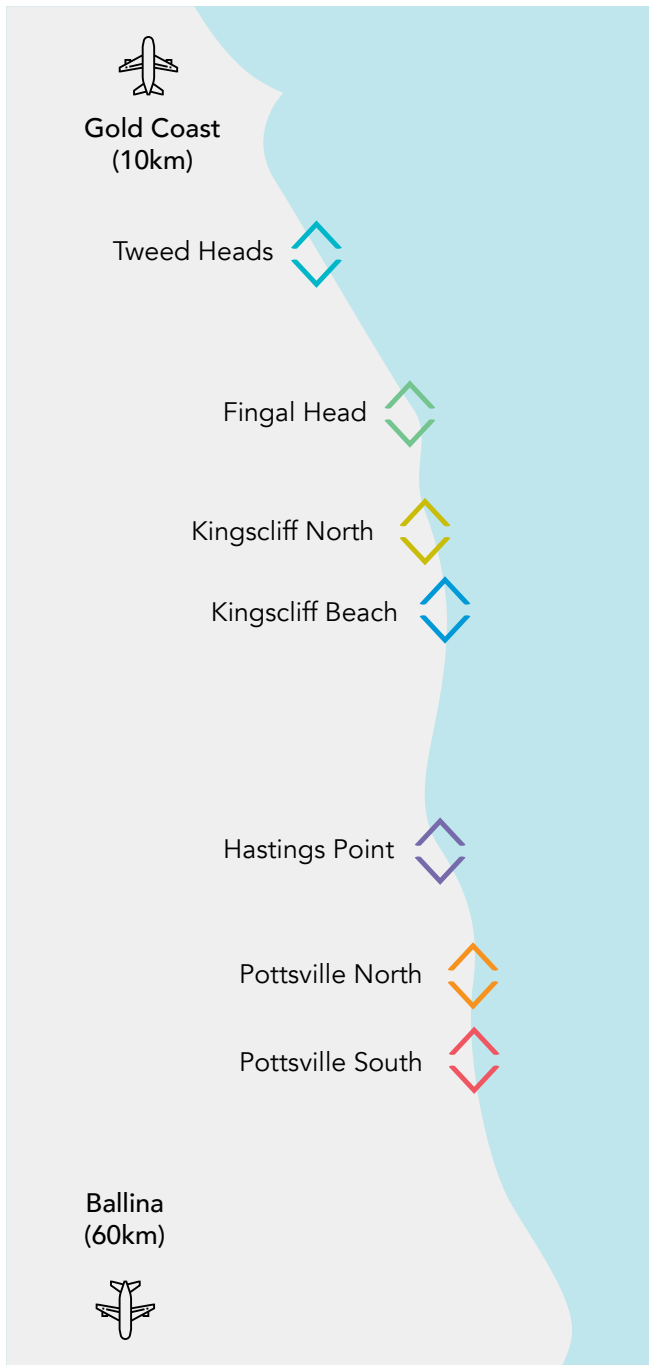 Gold Coast
(10km)
Tweed Heads
Fingal Head
Kingscliff North
Kingscliff Beach
Hastings Point
Pottsville North
Pottsville South
Ballina
(60km)